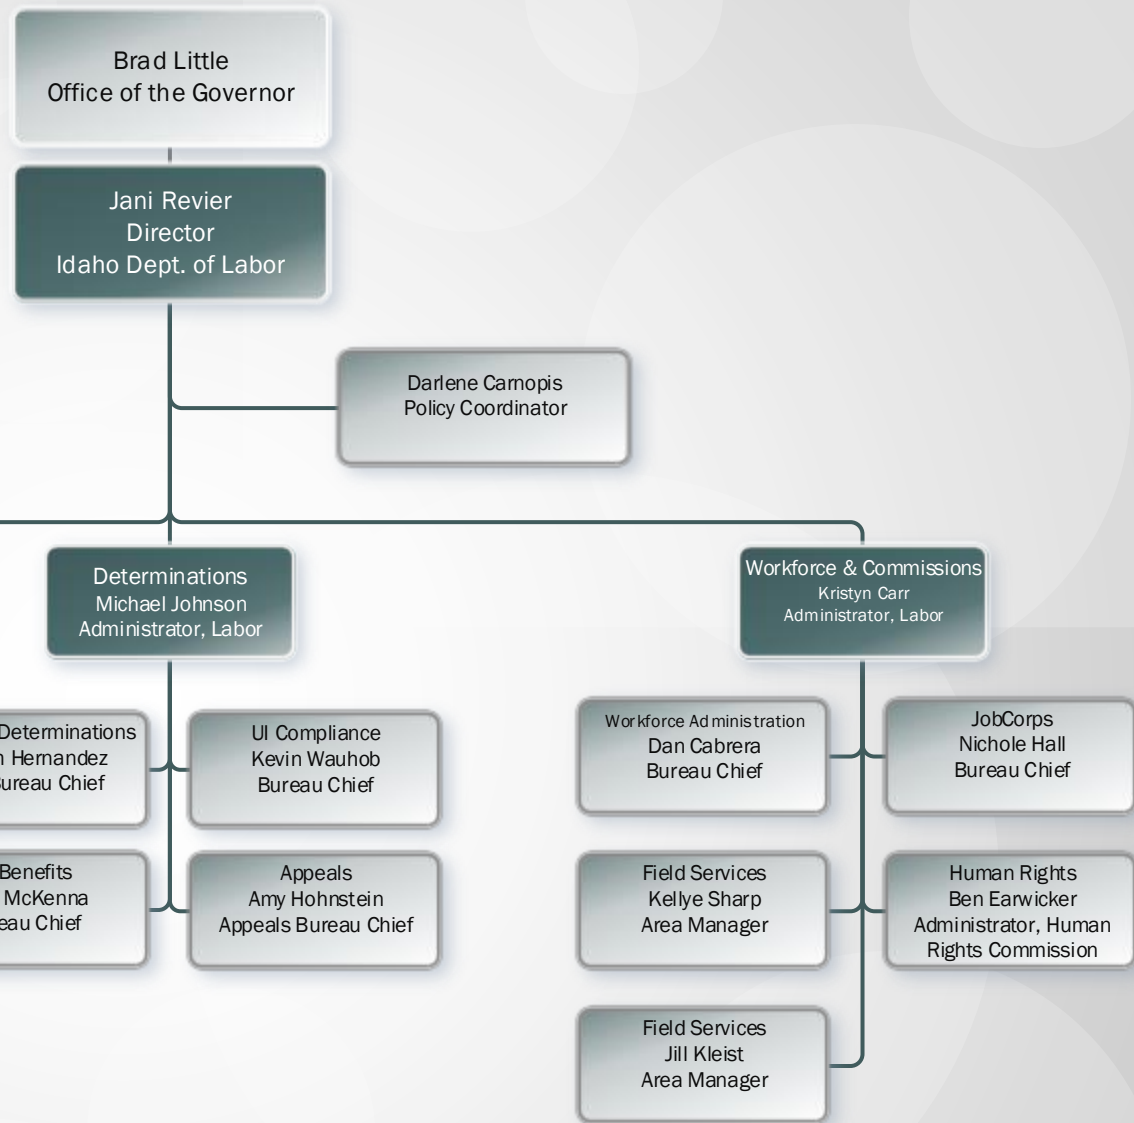 Brad Little
Office of the Governor
Jani Revier
Director
Idaho Dept. of Labor
Darlene Carnopis
Policy Coordinator
Determinations
Michael Johnson
Administrator, Labor
Workforce & Commissions
Kristyn Carr
Administrator, Labor
Determinations
Hernandez
Bureau Chief
UI Compliance
Kevin Wauhob
Bureau Chief
Workforce Administration
Dan Cabrera
Bureau Chief
JobCorps
Nichole Hall
Bureau Chief
Benefits
McKenna
Chief
Appeals
Amy Hohnstein
Appeals Bureau Chief
Field Services
Kellye Sharp
Area Manager
Human Rights
Ben Earwicker
Administrator, Human
Rights Commission
Field Services
Jill Kleist
Area Manager